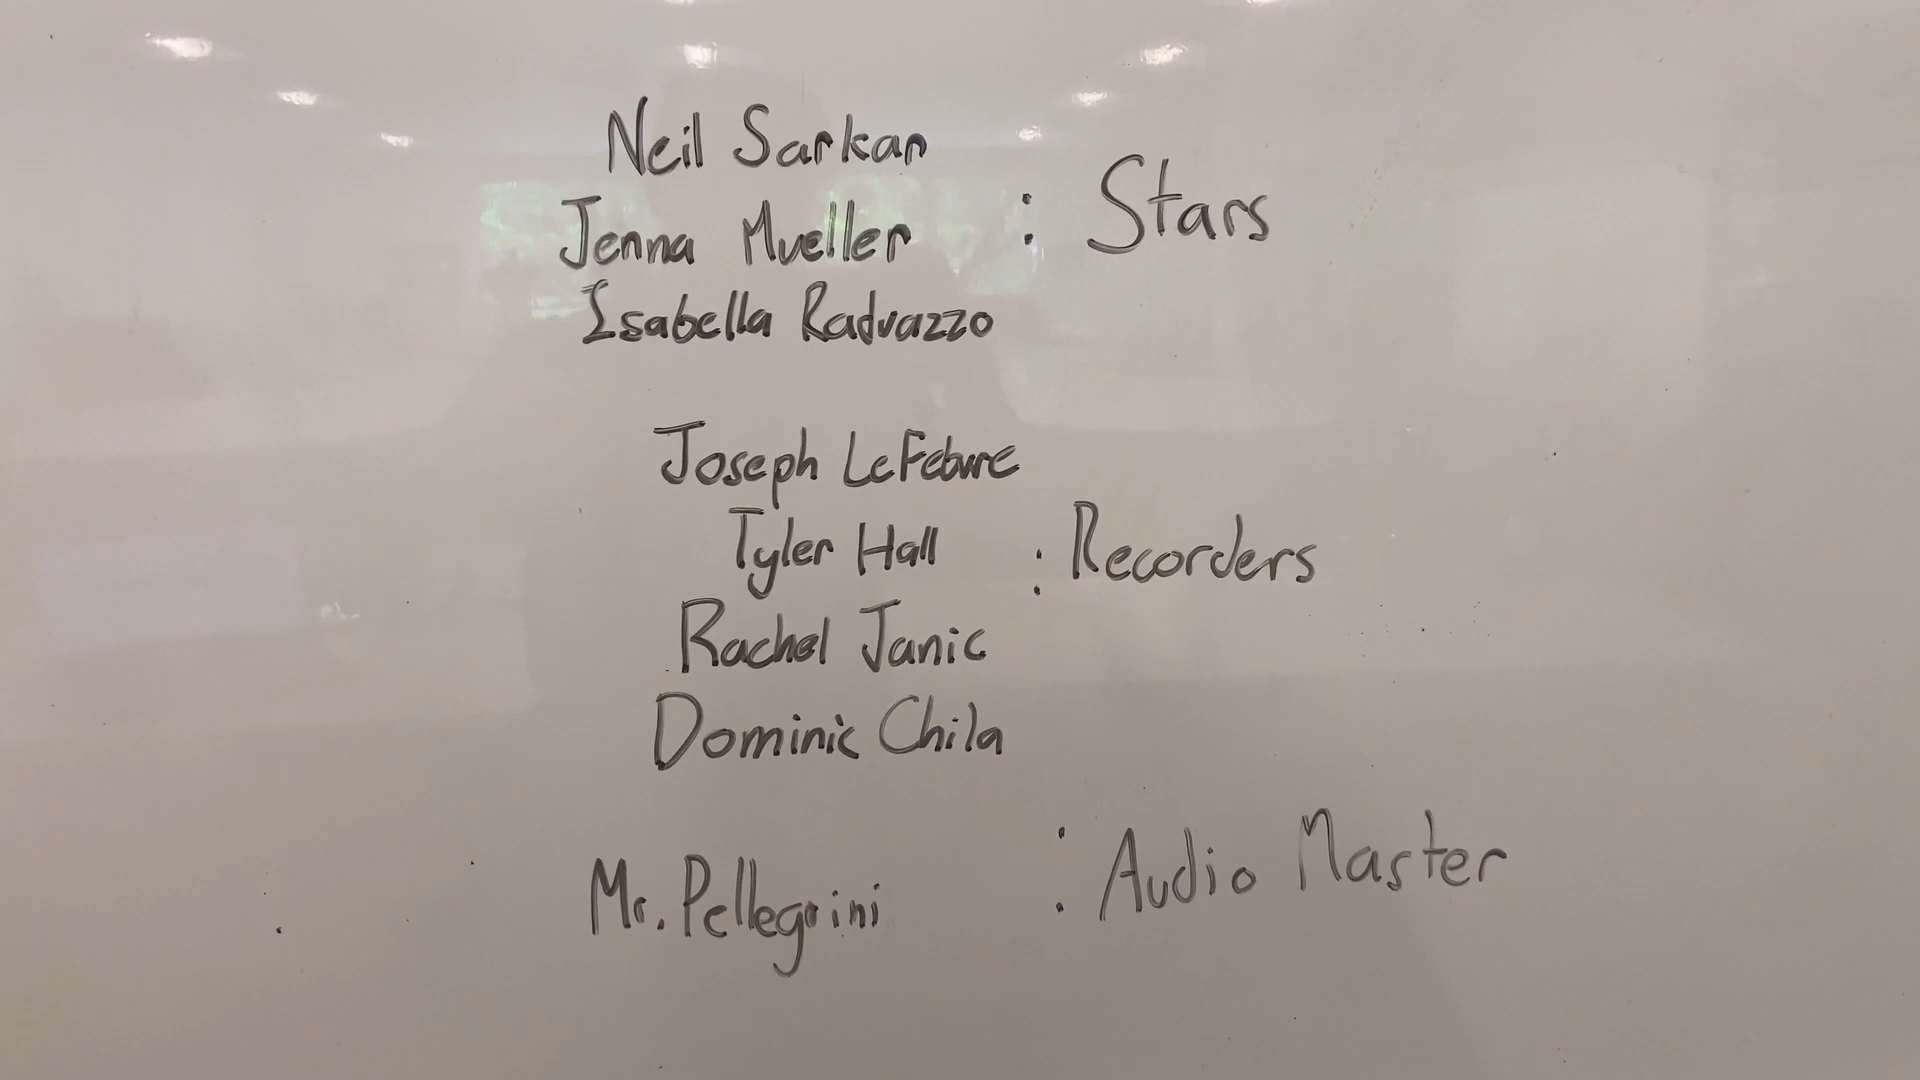 Neil Sarkar
Jenna Mueller : Stars
Isabella Radvazzo
Joseph LeFebvre
Tyler Hall : Recorders
Rachel Janic
Dominic Chila
Mr. Pellegrini : Audio Master